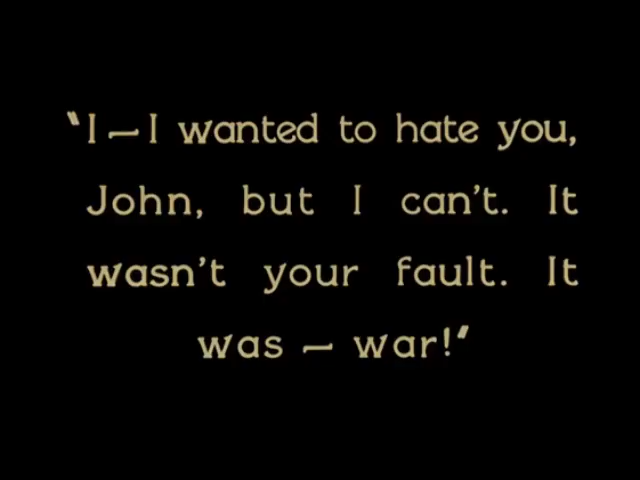 "I—I wanted to hate you,
John, but I can't. It
wasn't your fault. It
was — war!"